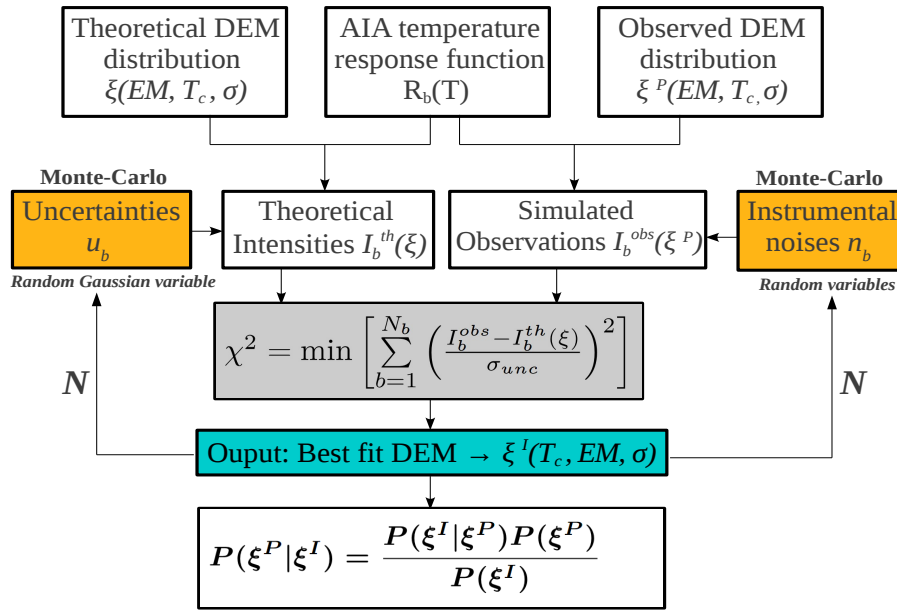 Theoretical DEM
distribution
ξ(EM, T_c, σ)
AIA temperature
response function
R_b(T)
Observed DEM
distribution
ξ^P(EM, T_c, σ)
Monte-Carlo
Uncertainties
u_b
Random Gaussian variable
Theoretical
Intensities I_b^th(ξ)
Simulated
Observations I_b^obs(ξ^P)
Monte-Carlo
Instrumental
noises n_b
Random variables
χ² = min [ ∑_{b=1}^{N_b} ( (I_b^{obs} − I_b^{th}(ξ)) / σ_{unc} )² ]
N
N
Ouput: Best fit DEM → ξ^I(T_c, EM, σ)
P(ξ^P|ξ^I) = P(ξ^I|ξ^P)P(ξ^P) / P(ξ^I)